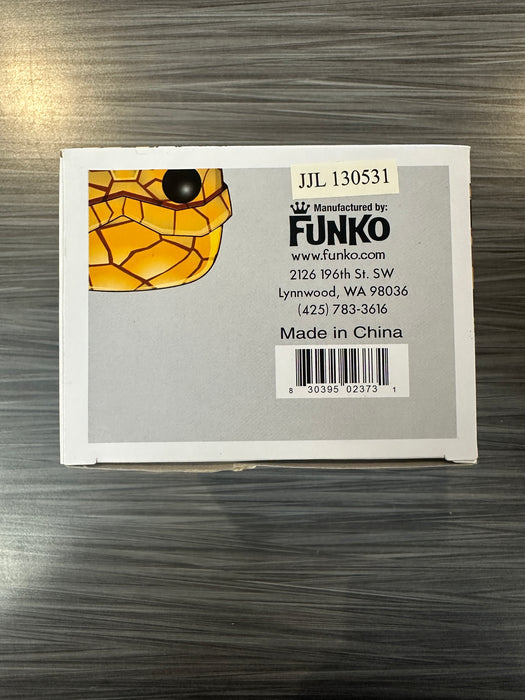 JJL 130531
Manufactured by:
FUNKO
www.funko.com
2126 196th St. SW
Lynnwood, WA 98036
(425) 783-3616
Made in China
8 30395 02373 1